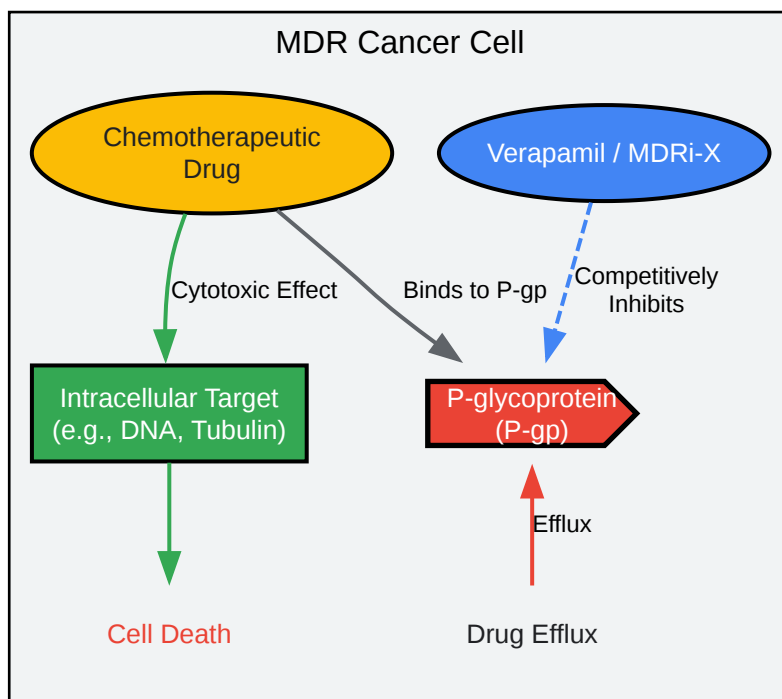 MDR Cancer Cell
Chemotherapeutic
Drug
Verapamil / MDRi-X
Cytotoxic Effect
Binds to P-gp
Competitively
Inhibits
Intracellular Target
(e.g., DNA, Tubulin)
P-glycoprotein
(P-gp)
Efflux
Cell Death
Drug Efflux